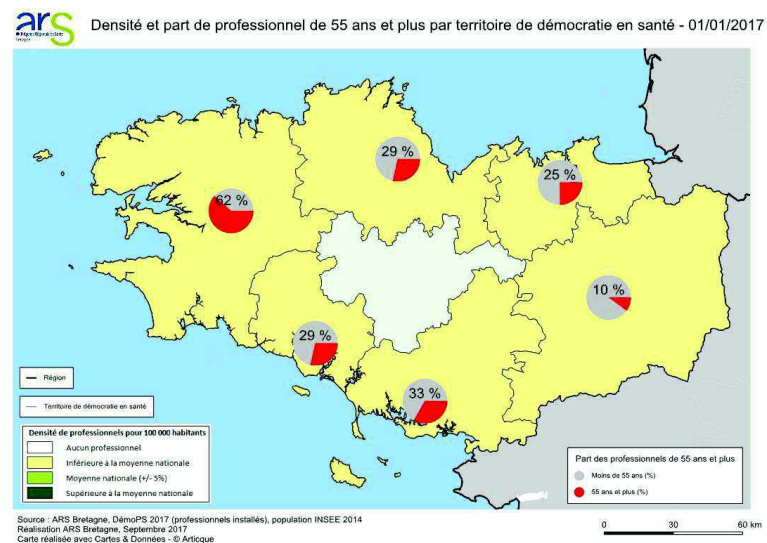 ars
Densité et part de professionnel de 55 ans et plus par territoire de démocratie en santé - 01/01/2017
29 %
25 %
62 %
10 %
29 %
33 %
Région
Territoire de démocratie en santé
Densité de professionnels pour 100 000 habitants
Aucun professionnel
Inférieure à la moyenne nationale
Moyenne nationale (+/- 5%)
Supérieure à la moyenne nationale
Part des professionnels de 55 ans et plus
Moins de 55 ans (%)
55 ans et plus (%)
Source : ARS Bretagne, DémoPS 2017 (professionnels installés), population INSEE 2014
Réalisation ARS Bretagne, Septembre 2017
Carte réalisée avec Cartes & Données - © Articque
0 30 60 km